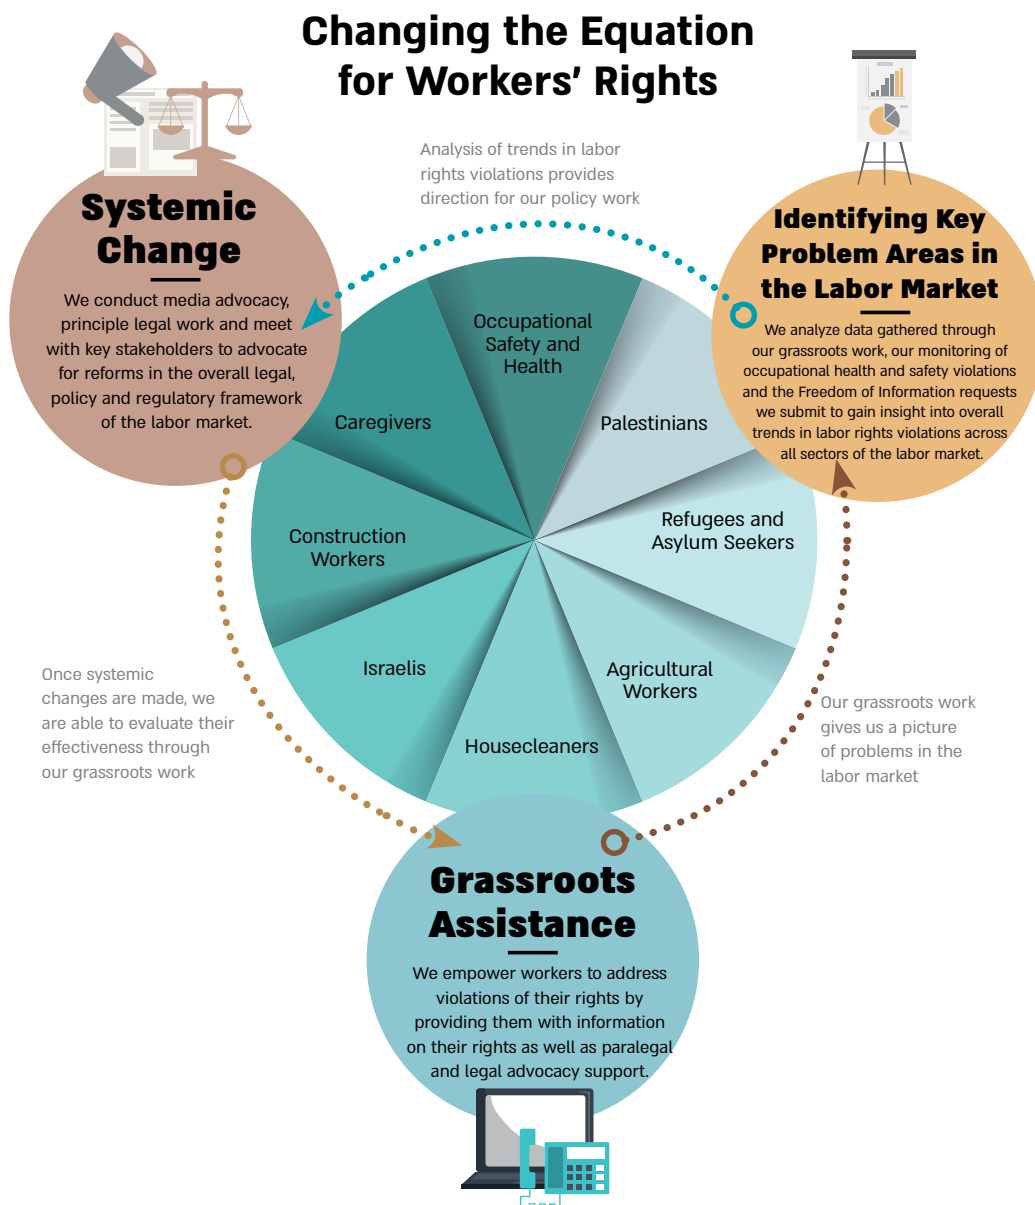 Changing the Equation
for Workers' Rights
Analysis of trends in labor
rights violations provides
direction for our policy work
Systemic
Change
We conduct media advocacy,
principle legal work and meet
with key stakeholders to advocate
for reforms in the overall legal,
policy and regulatory framework
of the labor market.
Identifying Key
Problem Areas in
the Labor Market
We analyze data gathered through
our grassroots work, our monitoring of
occupational health and safety violations
and the Freedom of Information requests
we submit to gain insight into overall
trends in labor rights violations across
all sectors of the labor market.
Occupational
Safety and
Health
Caregivers
Palestinians
Construction
Workers
Refugees and
Asylum Seekers
Israelis
Agricultural
Workers
Housecleaners
Once systemic
changes are made, we
are able to evaluate their
effectiveness through
our grassroots work
Our grassroots work
gives us a picture
of problems in the
labor market
Grassroots
Assistance
We empower workers to address
violations of their rights by
providing them with information
on their rights as well as paralegal
and legal advocacy support.